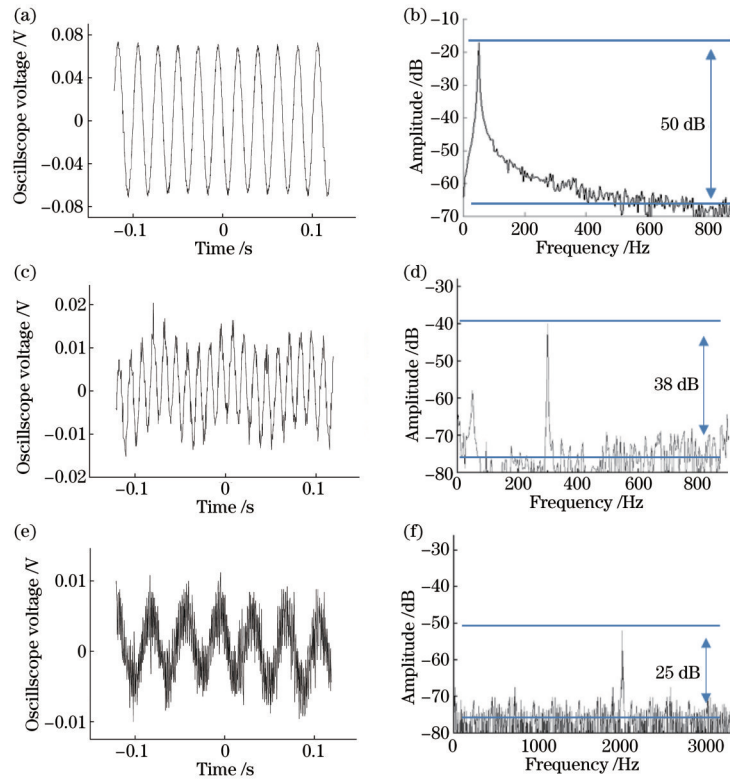 (a)
Oscillscope voltage /V
0.08
0.04
0
−0.04
−0.08
−0.1
0
0.1
Time /s
(b)
Amplitude /dB
−10
−20
−30
−40
−50
−60
−70
50 dB
0
200
400
600
800
Frequency /Hz
(c)
Oscillscope voltage /V
0.02
0.01
0
−0.01
−0.02
−0.1
0
0.1
Time /s
(d)
Amplitude /dB
−30
−40
−50
−60
−70
−80
38 dB
0
200
400
600
800
Frequency /Hz
(e)
Oscillscope voltage /V
0.01
0
−0.01
−0.1
0
0.1
Time /s
(f)
Amplitude /dB
−30
−40
−50
−60
−70
−80
25 dB
0
1000
2000
3000
Frequency /Hz